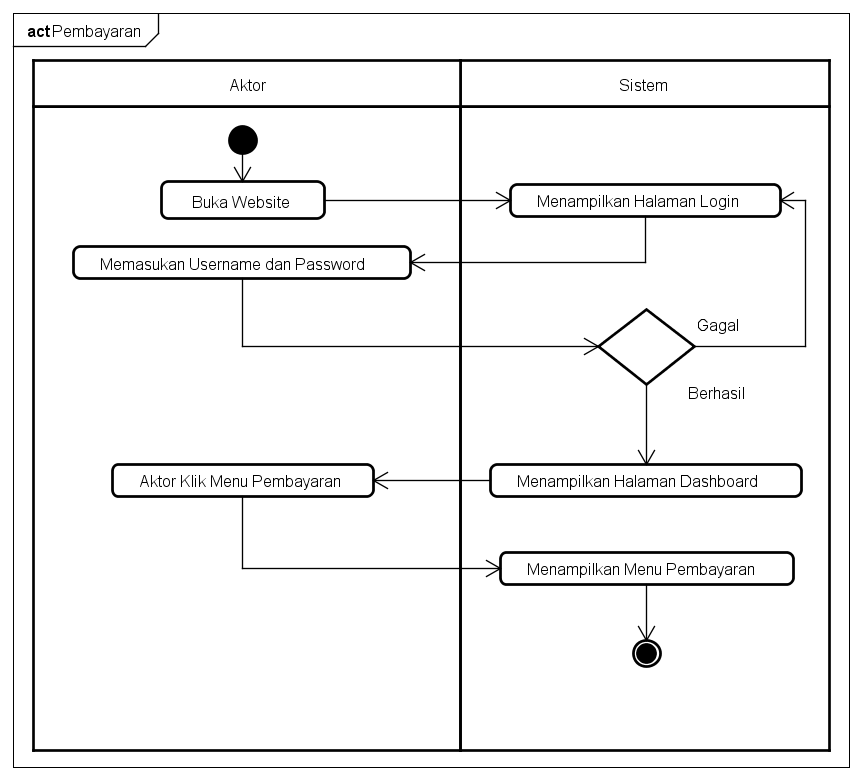 act Pembayaran
Aktor
Sistem
Buka Website
Menampilkan Halaman Login
Memasukan Username dan Password
Gagal
Berhasil
Aktor Klik Menu Pembayaran
Menampilkan Halaman Dashboard
Menampilkan Menu Pembayaran